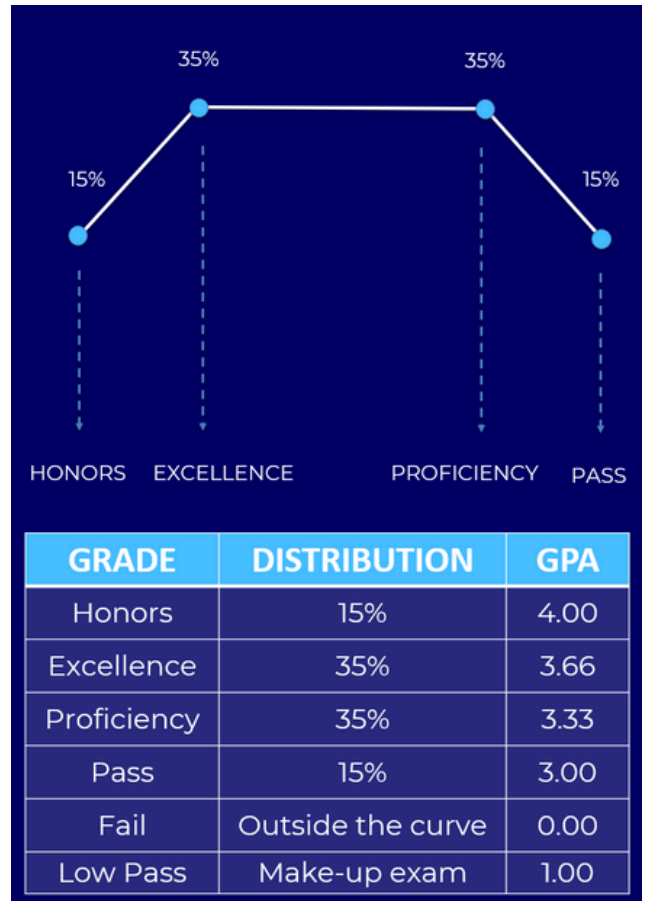 35% 35%
15% 15%
HONORS EXCELLENCE PROFICIENCY PASS
GRADE DISTRIBUTION GPA
Honors 15% 4.00
Excellence 35% 3.66
Proficiency 35% 3.33
Pass 15% 3.00
Fail Outside the curve 0.00
Low Pass Make-up exam 1.00